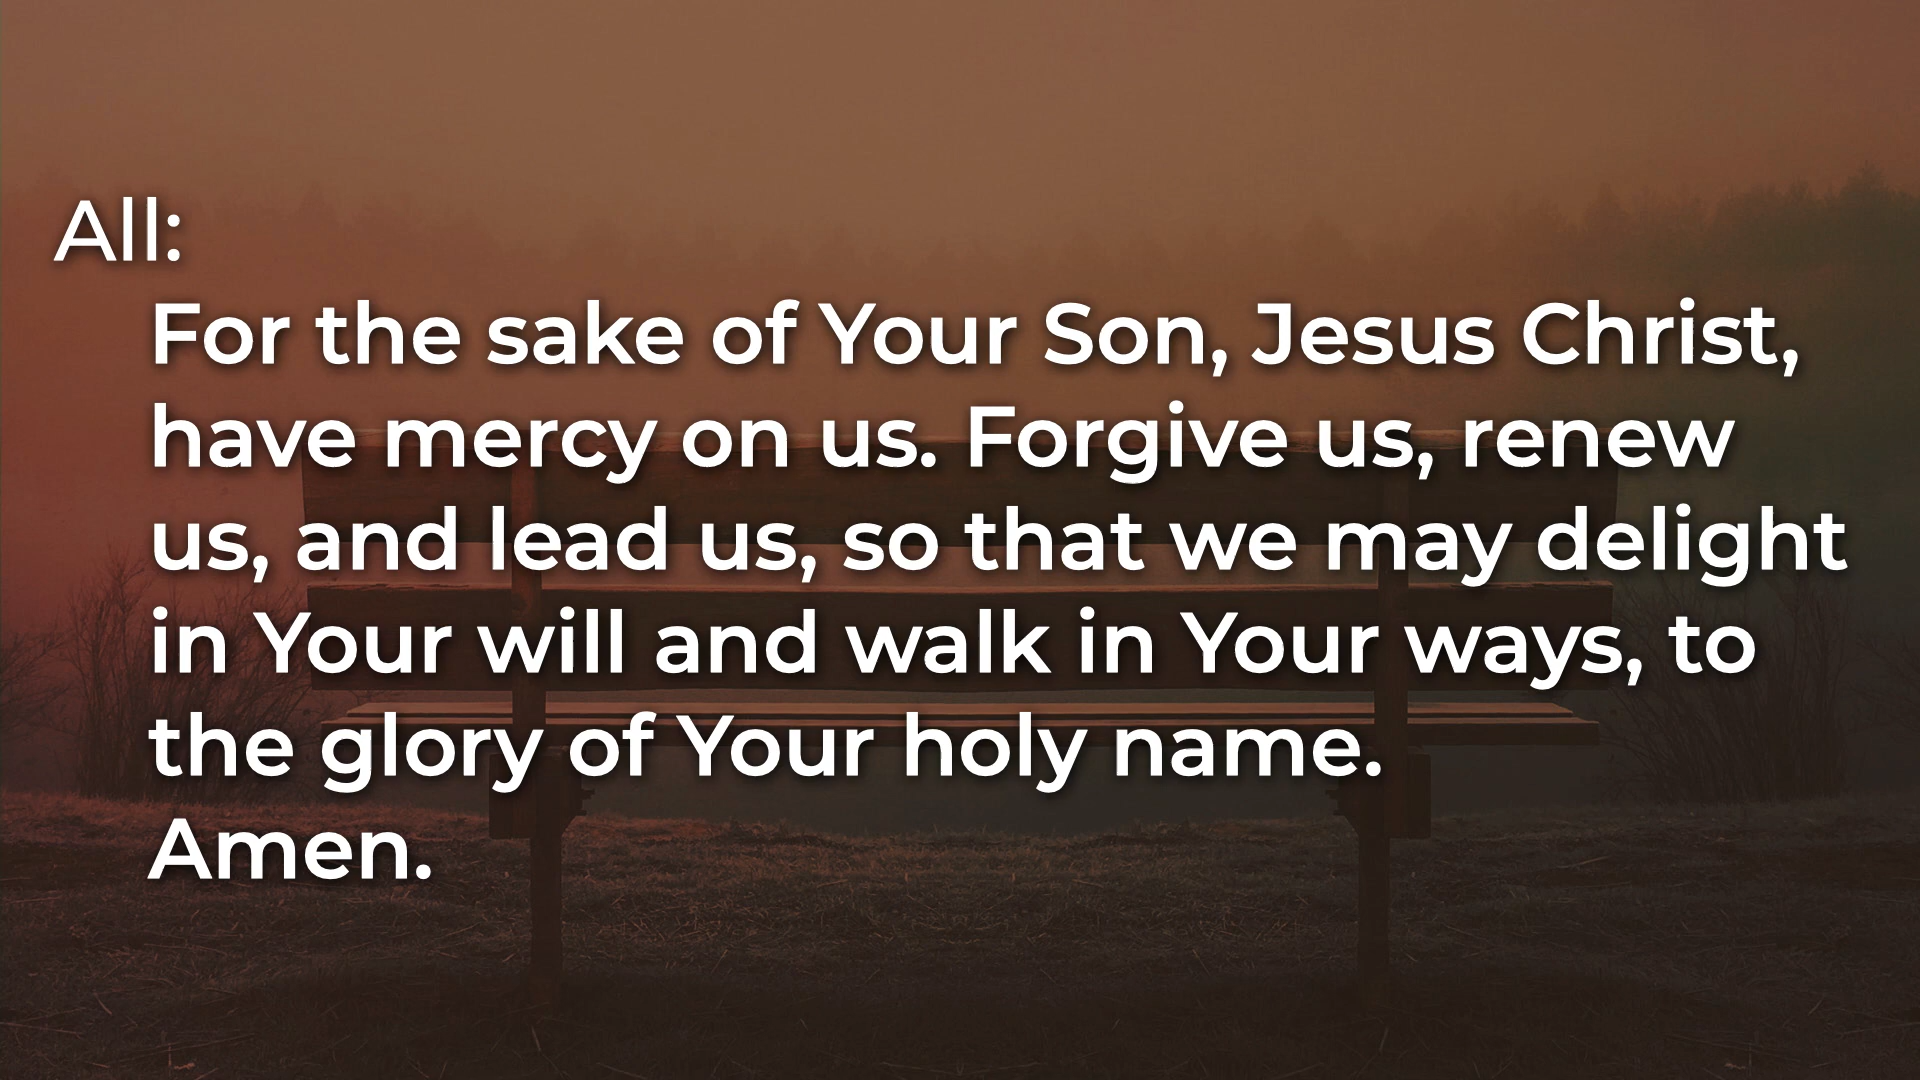 All:
For the sake of Your Son, Jesus Christ,
have mercy on us. Forgive us, renew
us, and lead us, so that we may delight
in Your will and walk in Your ways, to
the glory of Your holy name.
Amen.